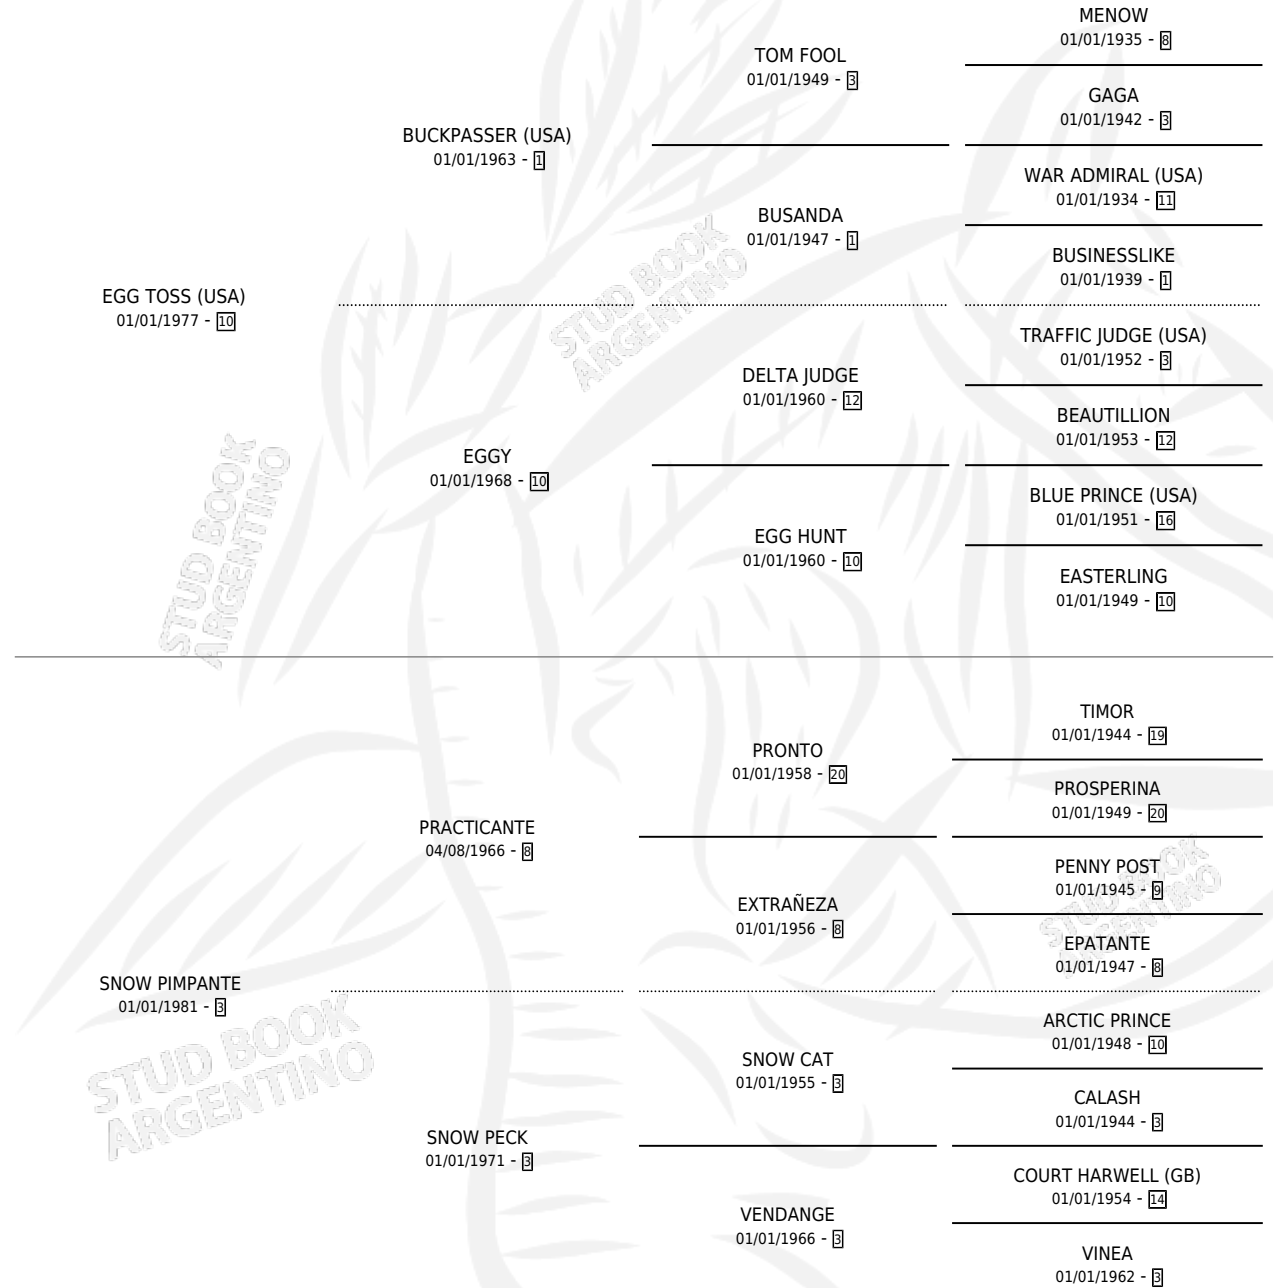 MENOW
01/01/1935 - 8
TOM FOOL
01/01/1949 - 3
GAGA
01/01/1942 - 3
BUCKPASSER (USA)
01/01/1963 - 1
WAR ADMIRAL (USA)
01/01/1934 - 11
BUSANDA
01/01/1947 - 1
BUSINESSLIKE
01/01/1939 - 1
EGG TOSS (USA)
01/01/1977 - 10
STUD BOOK
ARGENTINO
TRAFFIC JUDGE (USA)
01/01/1952 - 3
DELTA JUDGE
01/01/1960 - 12
BEAUTILLION
01/01/1953 - 12
EGGY
01/01/1968 - 10
BLUE PRINCE (USA)
01/01/1951 - 16
EGG HUNT
01/01/1960 - 10
EASTERLING
01/01/1949 - 10
STUD BOOK
ARGENTINO
TIMOR
01/01/1944 - 19
PRONTO
01/01/1958 - 20
PROSPERINA
01/01/1949 - 20
PRACTICANTE
04/08/1966 - 8
PENNY POST
01/01/1945 - 9
EXTRAÑEZA
01/01/1956 - 8
EPATANTE
01/01/1947 - 8
STUD BOOK
ARGENTINO
SNOW PIMPANTE
01/01/1981 - 3
ARCTIC PRINCE
01/01/1948 - 10
SNOW CAT
01/01/1955 - 3
CALASH
01/01/1944 - 3
STUD BOOK
ARGENTINO
SNOW PECK
01/01/1971 - 3
COURT HARWELL (GB)
01/01/1954 - 14
VENDANGE
01/01/1966 - 3
VINEA
01/01/1962 - 3